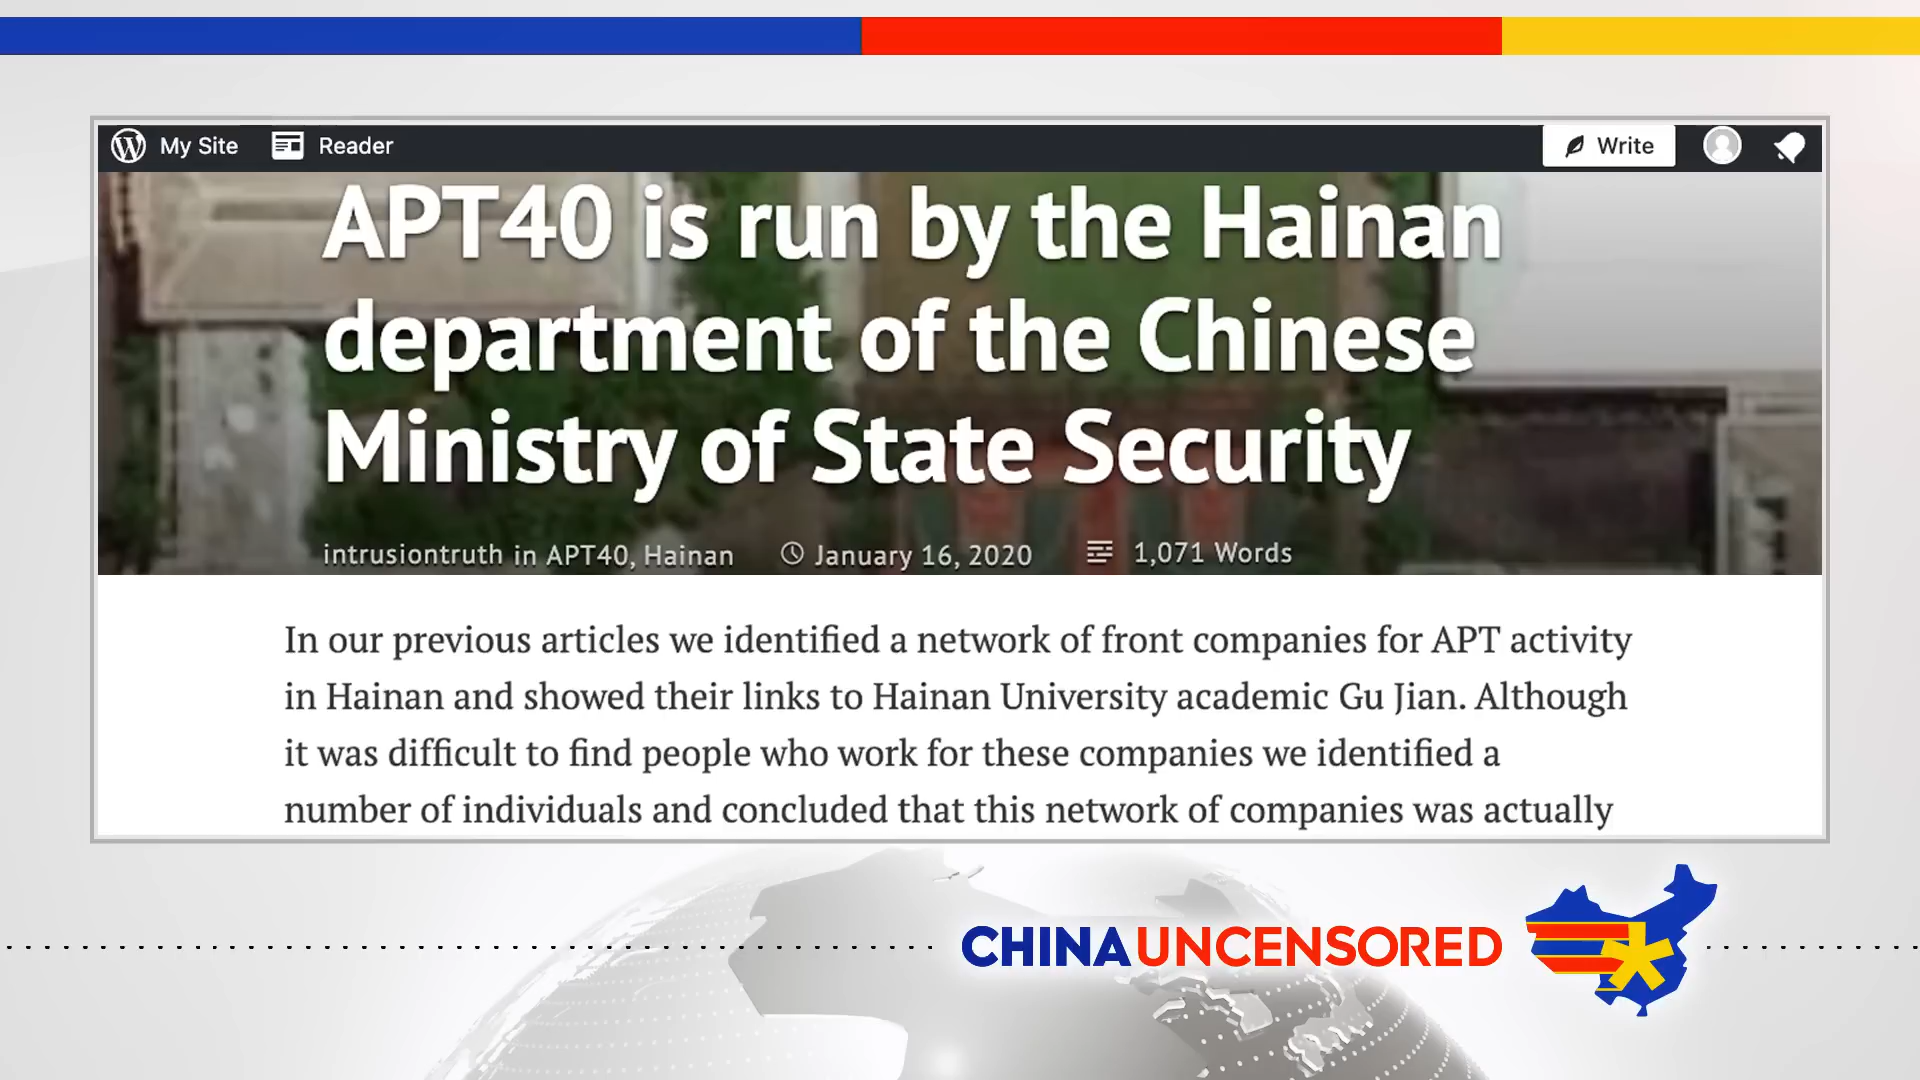 My Site
Reader
Write
APT40 is run by the Hainan
department of the Chinese
Ministry of State Security
intrusiontruth in APT40, Hainan
January 16, 2020
1,071 Words
In our previous articles we identified a network of front companies for APT activity
in Hainan and showed their links to Hainan University academic Gu Jian. Although
it was difficult to find people who work for these companies we identified a
number of individuals and concluded that this network of companies was actually
CHINA UNCENSORED